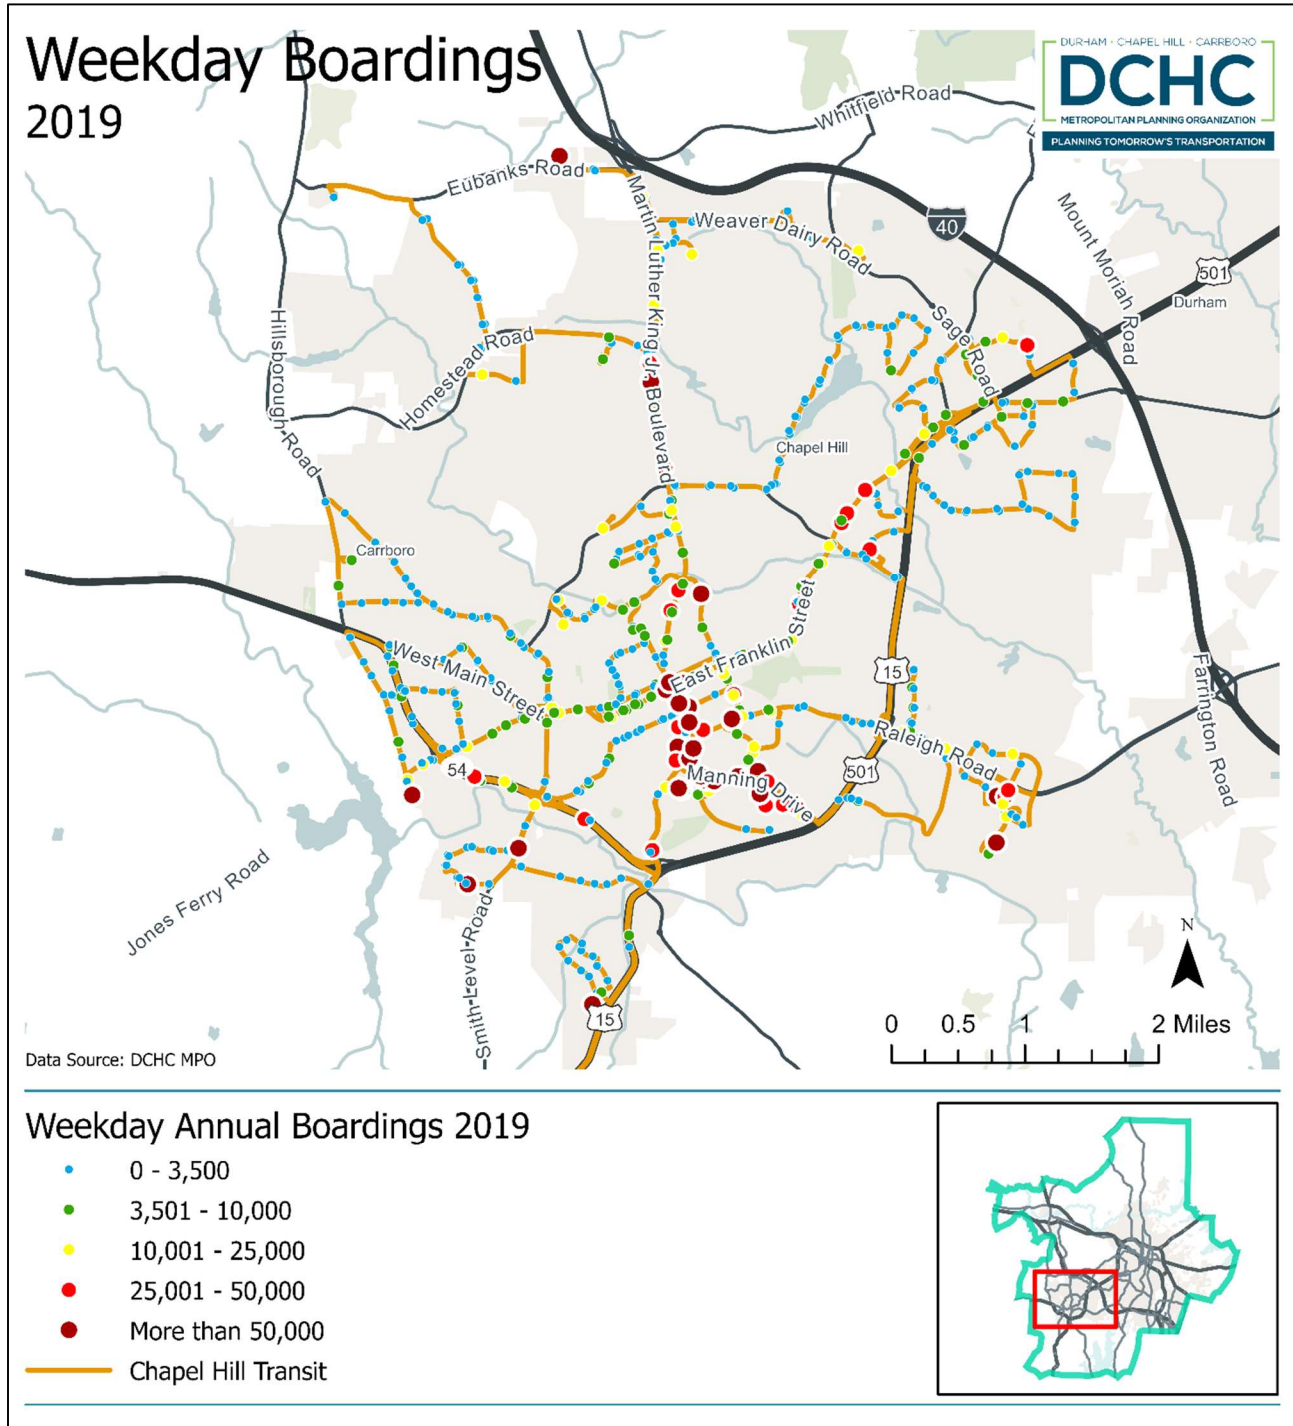 Weekday Boardings
2019
DURHAM · CHAPEL HILL · CARRBORO
DCHC
METROPOLITAN PLANNING ORGANIZATION
PLANNING TOMORROW'S TRANSPORTATION
Whitfield Road
Eubanks Road
Martin Luther King Jr. Boulevard
Weaver Dairy Road
40
Mount Moriah Road
501
Durham
Hillsborough Road
Homestead Road
Sage Road
Chapel Hill
Carrboro
West Main Street
East Franklin Street
15
Farrington Road
Raleigh Road
54
Manning Drive
501
Jones Ferry Road
Smith Level Road
15
N
0 0.5 1 2 Miles
Data Source: DCHC MPO
Weekday Annual Boardings 2019
0 - 3,500
3,501 - 10,000
10,001 - 25,000
25,001 - 50,000
More than 50,000
Chapel Hill Transit